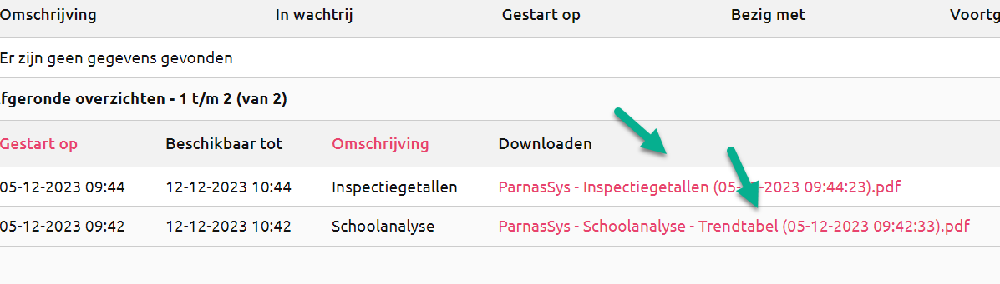 Omschrijving In wachtrij Gestart op Bezig met Voortg
Er zijn geen gegevens gevonden
fgeronde overzichten - 1 t/m 2 (van 2)
Gestart op Beschikbaar tot Omschrijving Downloaden
05-12-2023 09:44 12-12-2023 10:44 Inspectiegetallen ParnasSys - Inspectiegetallen (05-12-2023 09:44:23).pdf
05-12-2023 09:42 12-12-2023 10:42 Schoolanalyse ParnasSys - Schoolanalyse - Trendtabel (05-12-2023 09:42:33).pdf